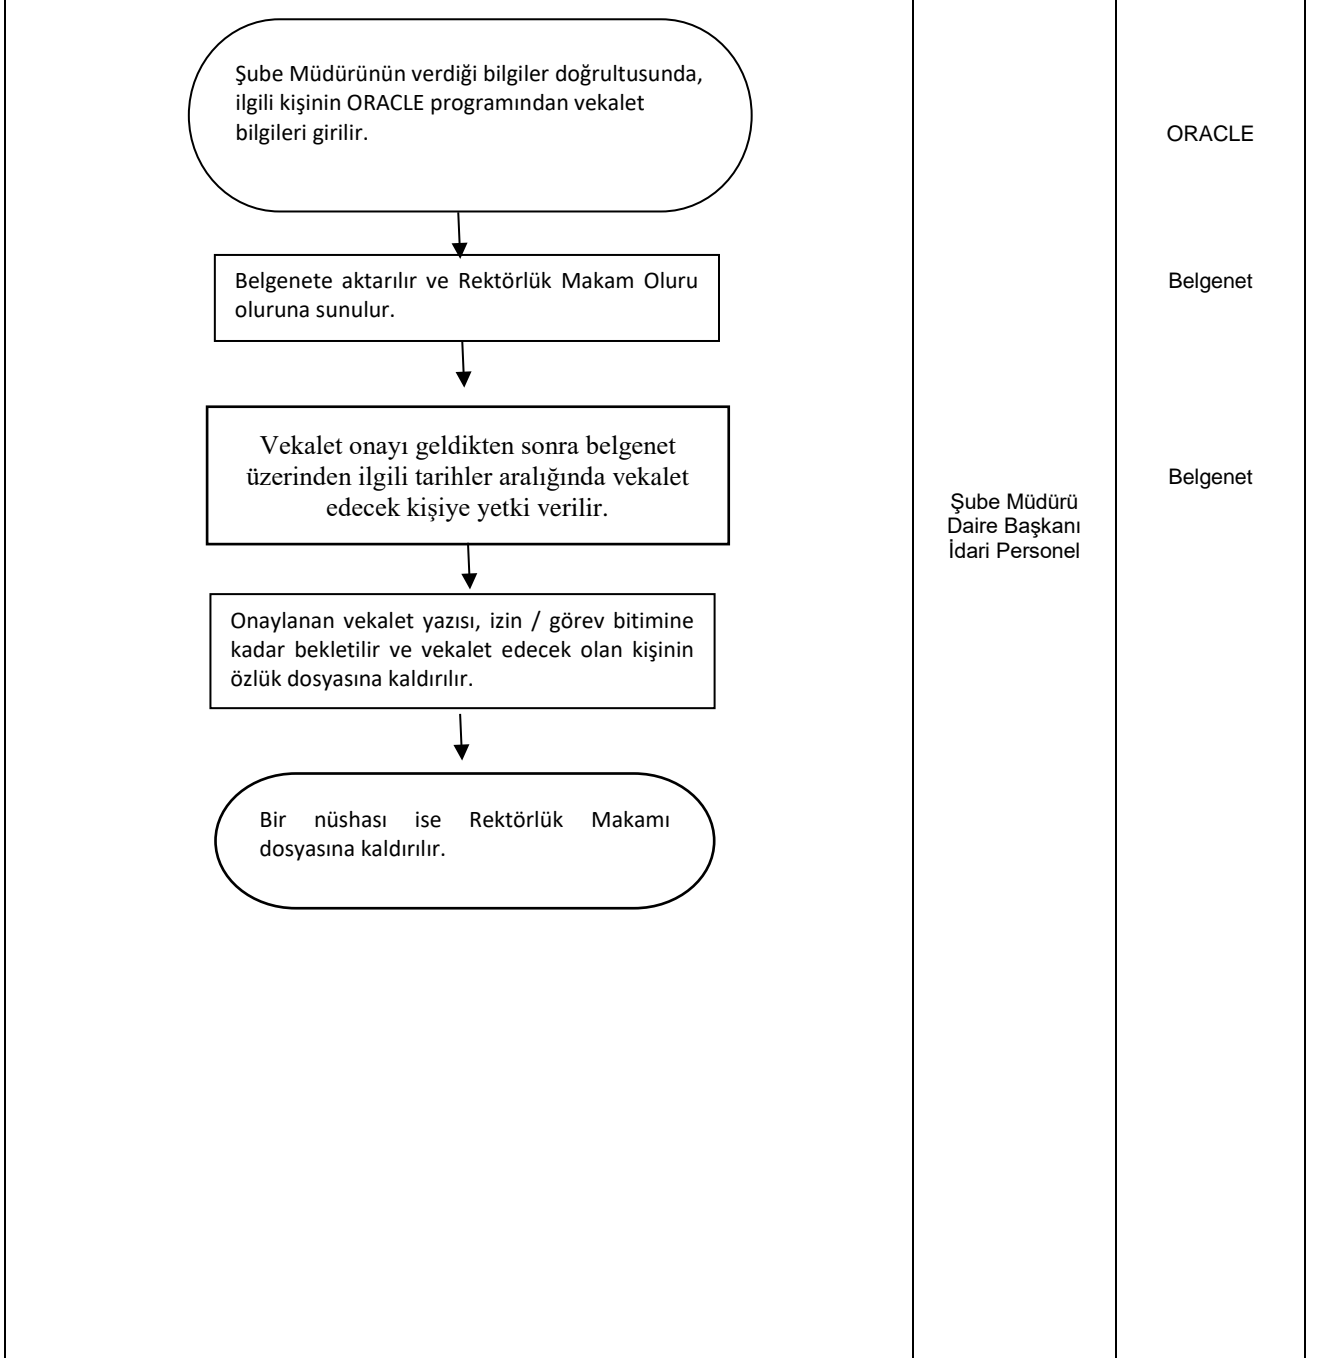 Şube Müdürünün verdiği bilgiler doğrultusunda,
ilgili kişinin ORACLE programından vekalet
bilgileri girilir.
ORACLE
Belgenete aktarılır ve Rektörlük Makam Oluru
oluruna sunulur.
Belgenet
Vekalet onayı geldikten sonra belgenet
üzerinden ilgili tarihler aralığında vekalet
edecek kişiye yetki verilir.
Belgenet
Şube Müdürü
Daire Başkanı
İdari Personel
Onaylanan vekalet yazısı, izin / görev bitimine
kadar bekletilir ve vekalet edecek olan kişinin
özlük dosyasına kaldırılır.
Bir nüshası ise Rektörlük Makamı
dosyasına kaldırılır.